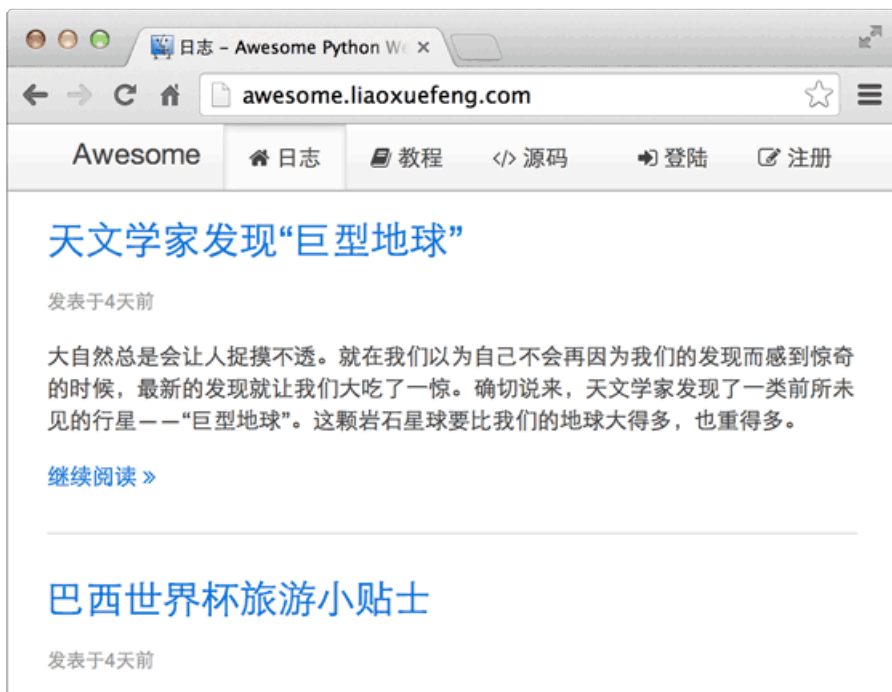 日志 – Awesome Python We
awesome.liaoxuefeng.com
Awesome 日志 教程 </> 源码 登陆 注册
天文学家发现“巨型地球”
发表于4天前
大自然总是会让人捉摸不透。就在我们以为自己不会再因为我们的发现而感到惊奇
的时候，最新的发现就让我们大吃了一惊。确切说来，天文学家发现了一类前所未
见的行星——“巨型地球”。这颗岩石星球要比我们的地球大得多，也重得多。
继续阅读 »
巴西世界杯旅游小贴士
发表于4天前